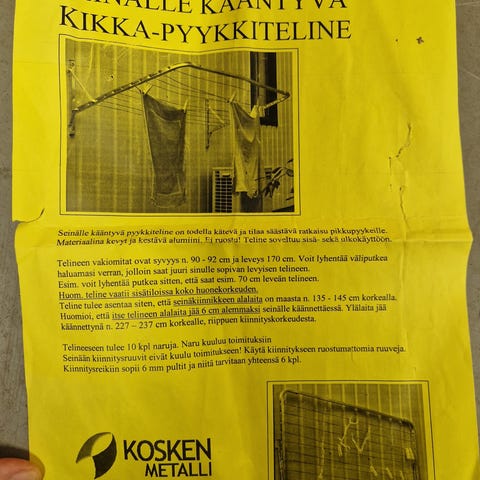 SEINÄLLE KÄÄNTYVÄ
KIKKA-PYYKKITELINE
Seinälle kääntyvä pyykkiteline on todella kätevä ja tilaa säästävä ratkaisu pikkupyykeille.
Materiaalina kevyt ja kestävä alumiini. Ei ruostu! Teline soveltuu sisä- sekä ulkokäyttöön.
Telineen vakiomitat ovat syvyys n. 90 - 92 cm ja leveys 170 cm. Voit lyhentää väliputkea
haluamasi verran, jolloin saat juuri sinulle sopivan levyisen telineen.
Esim. voit lyhentää putkea sitten, että saat esim. 70 cm leveän telineen.
Huom. teline vaatii sisätiloissa koko huonekorkeuden.
Teline tulee asentaa siten, että seinäkiinnikkeen alalaita on maasta n. 135 - 145 cm korkealla.
Huomioi, että itse telineen alalaita jää 6 cm alemmaksi seinälle käännettäessä. Ylälaita jää
käännettynä n. 227 – 237 cm korkealle, riippuen kiinnityskorkeudesta.
Telineeseen tulee 10 kpl naruja. Naru kuuluu toimituksiin
Seinään kiinnitysruuvit eivät kuulu toimitukseen! Käytä kiinnitykseen ruostumattomia ruuveja.
Kiinnitysreikiin sopii 6 mm pultit ja niitä tarvitaan yhteensä 6 kpl.
KOSKEN
METALLI